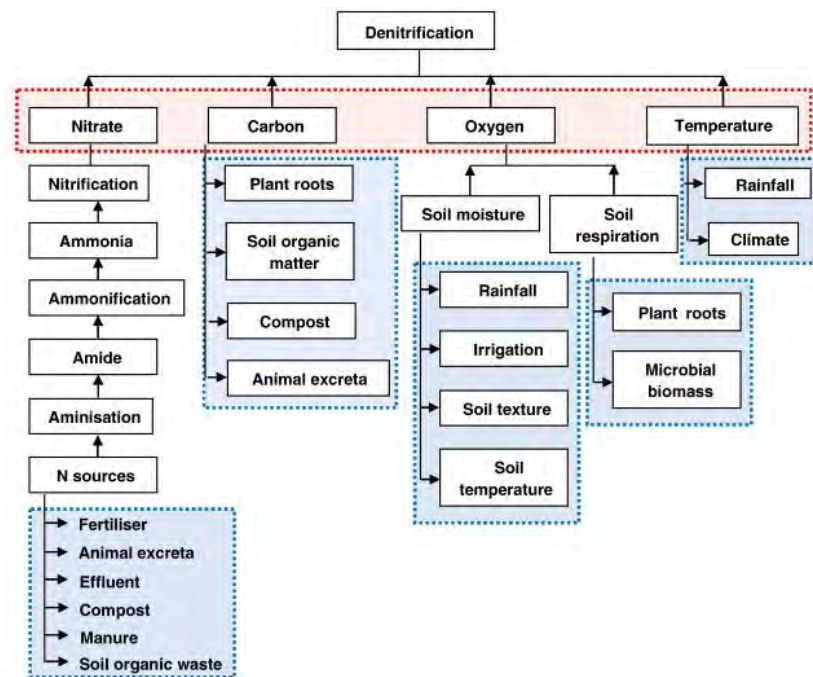 Denitrification
Nitrate
Carbon
Oxygen
Temperature
Nitrification
Ammonia
Ammonification
Amide
Aminisation
N sources
Fertiliser
Animal excreta
Effluent
Compost
Manure
Soil organic waste
Plant roots
Soil organic
matter
Compost
Animal excreta
Soil moisture
Rainfall
Irrigation
Soil texture
Soil
temperature
Soil
respiration
Plant roots
Microbial
biomass
Rainfall
Climate